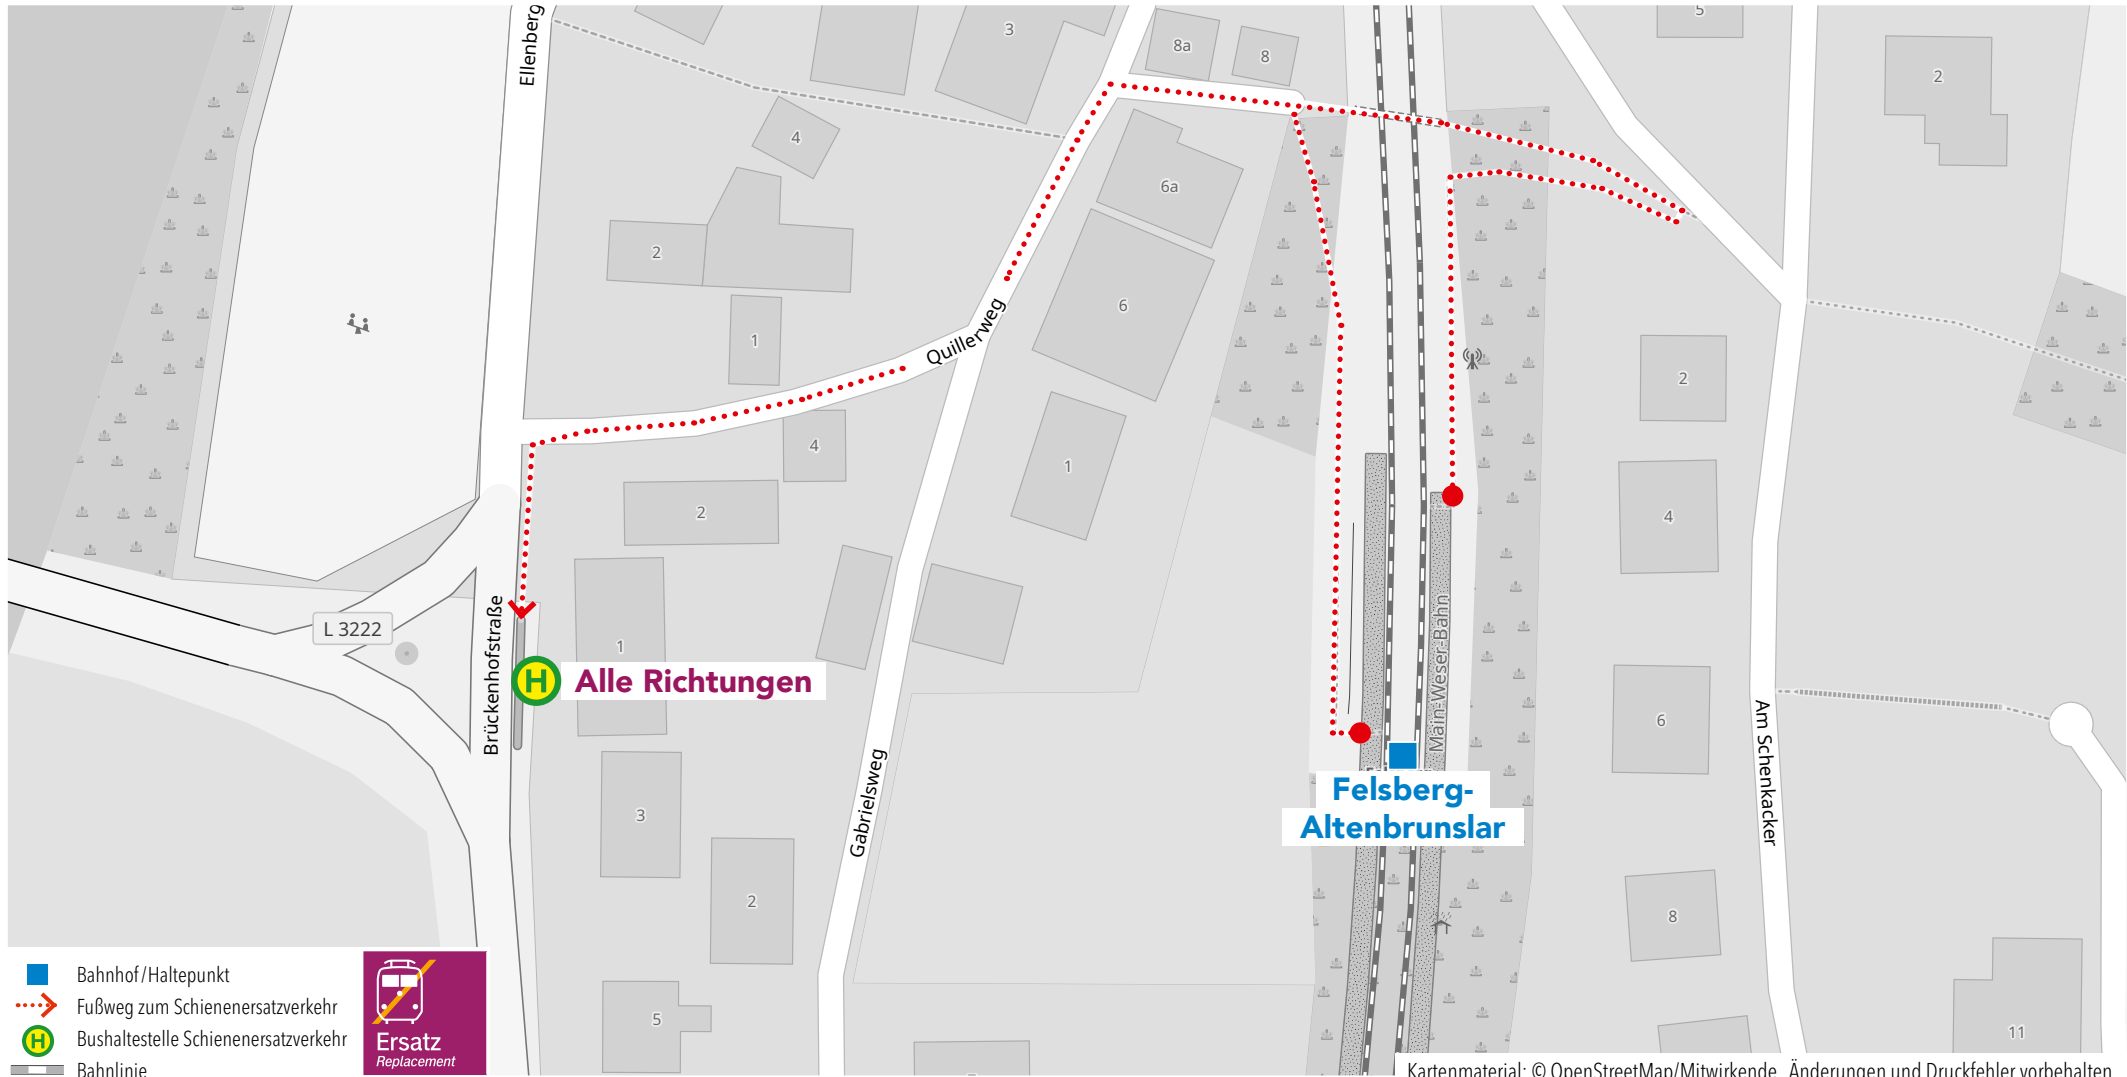 Ellenberg
3
8a
8
5
2
4
6a
2
6
1
Quillerweg
2
4
1
2
4
L 3222
Brückenhofstraße
1
H Alle Richtungen
Main-Weser-Bahn
6
Am Schenkacker
Gabrielsweg
3
Felsberg-
Altenbrunslar
2
8
5
11
Bahnhof/Haltepunkt
Fußweg zum Schienenersatzverkehr
H Bushaltestelle Schienenersatzverkehr
Bahnlinie
Ersatz
Replacement
Kartenmaterial: © OpenStreetMap/Mitwirkende Änderungen und Druckfehler vorbehalten